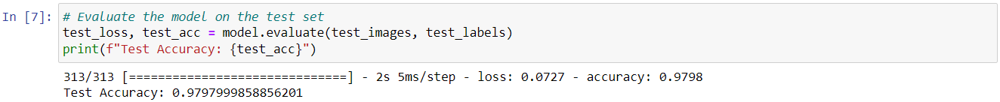 In [7]: # Evaluate the model on the test set
test_loss, test_acc = model.evaluate(test_images, test_labels)
print(f"Test Accuracy: {test_acc}")
313/313 [==============================] - 2s 5ms/step - loss: 0.0727 - accuracy: 0.9798
Test Accuracy: 0.9797999858856201